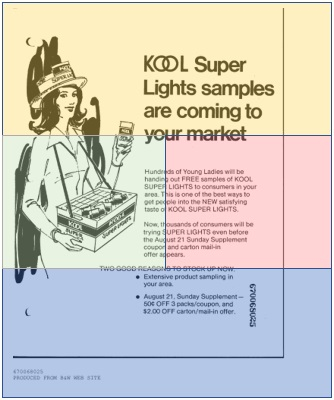 KOOL Super
Lights samples
are coming to
your market
Hundreds of Young Ladies will be
handing out FREE samples of KOOL
SUPER LIGHTS to consumers in your
area. This is one of the best ways to
get people into the NEW satisfying
taste of KOOL SUPER LIGHTS.
Now, thousands of consumers will be
trying SUPER LIGHTS even before
the August 21 Sunday Supplement
coupon and carton mail-in
offer appears.
TWO GOOD REASONS TO STOCK UP NOW:
• Extensive product sampling in
your area.
• August 21, Sunday Supplement —
50¢ OFF 3 packs/coupon, and
$2.00 OFF carton/mail-in offer.
670068025
670068025
PRODUCED FROM B&W WEB SITE